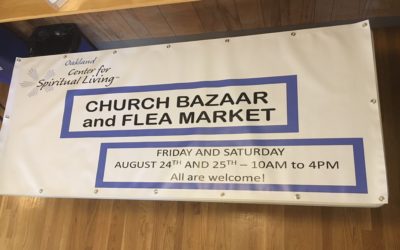 Oakland
Center for
Spiritual Living™
CHURCH BAZAAR
and FLEA MARKET
FRIDAY AND SATURDAY
AUGUST 24TH AND 25TH – 10AM to 4PM
All are welcome!